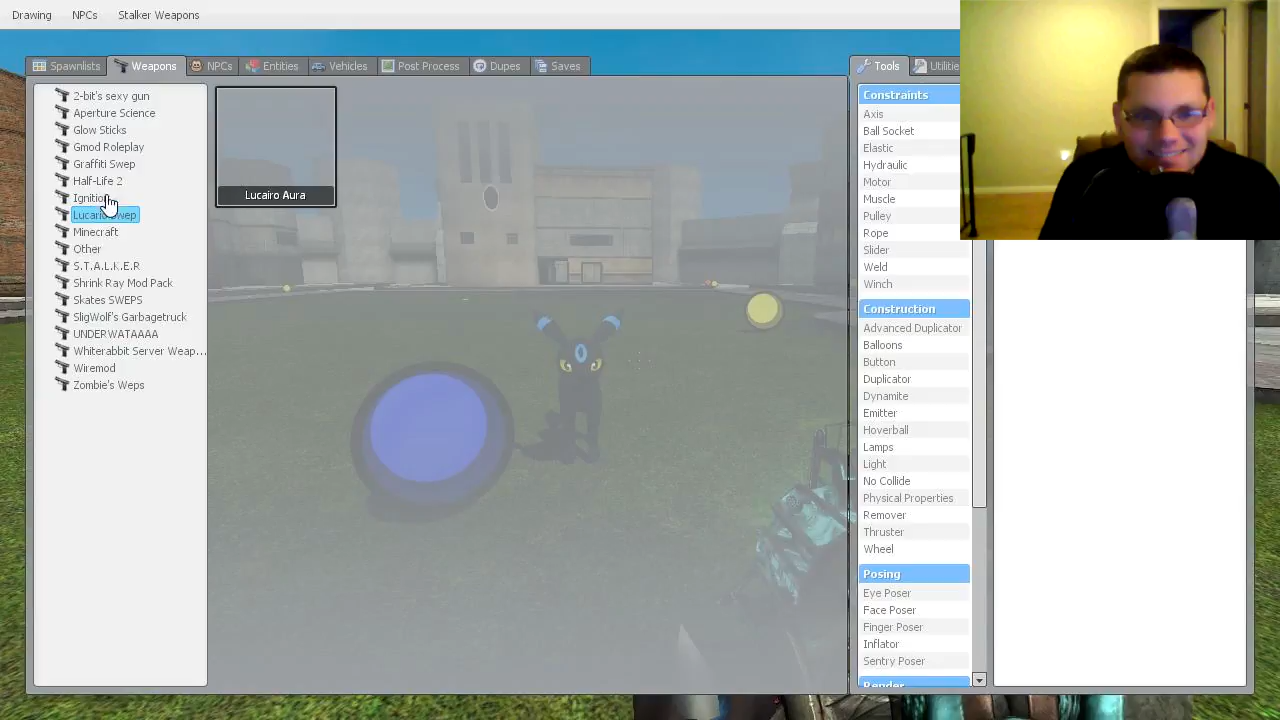 Drawing NPCs Stalker Weapons
Spawnlists Weapons NPCs Entities Vehicles Post Process Dupes Saves
2-bit's sexy gun
Aperture Science
Glow Sticks
Gmod Roleplay
Graffiti Swep
Half-Life 2
Lucario Swep
Minecraft
Other
S.T.A.L.K.E.R
Shrink Ray Mod Pack
Skates SWEPS
SligWolf's Garbagetruck
UNDERWATAAAA
Whiterabbit Server Weap...
Wiremod
Zombie's Weps
Lucairo Aura
Tools
Constraints
Axis
Ball Socket
Elastic
Hydraulic
Motor
Muscle
Pulley
Rope
Slider
Weld
Winch
Construction
Advanced Duplicator
Balloons
Button
Duplicator
Dynamite
Emitter
Hoverball
Lamps
Light
No Collide
Physical Properties
Remover
Thruster
Wheel
Posing
Eye Poser
Face Poser
Finger Poser
Inflator
Sentry Poser
Render